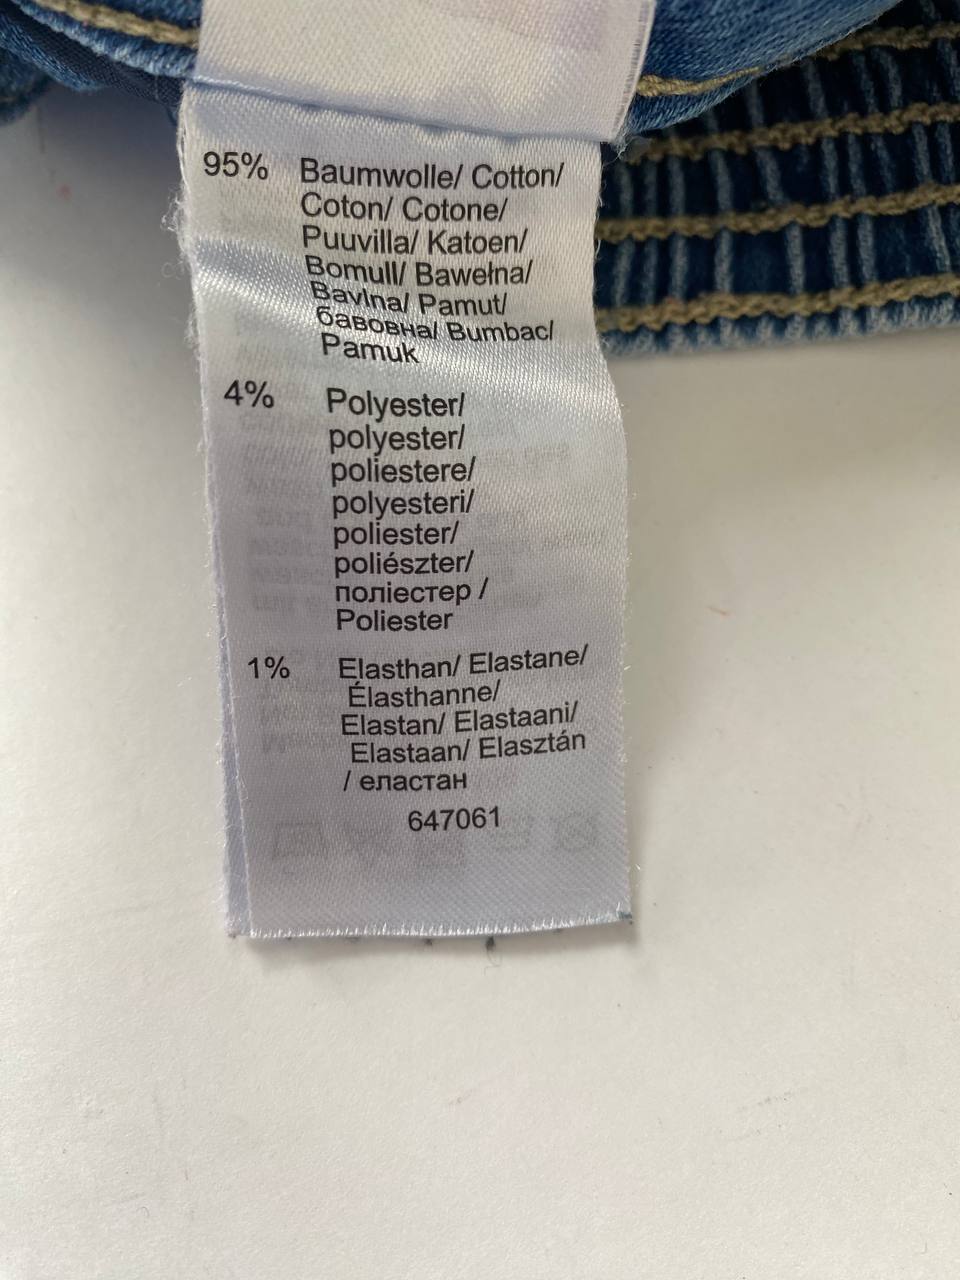 95% Baumwolle/ Cotton/
Coton/ Cotone/
Puuvilla/ Katoen/
Bomull/ Bawełna/
Bavlna/ Pamut/
бавовна/ Bumbac/
Pamuk
4% Polyester/
polyester/
poliestere/
polyesteri/
poliester/
poliészter/
поліестер /
Poliester
1% Elasthan/ Elastane/
Élasthanne/
Elastan/ Elastaani/
Elastaan/ Elasztán
/ еластан
647061